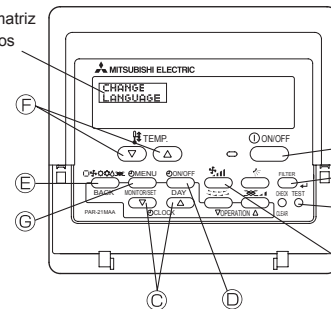 matriz
os
MITSUBISHI ELECTRIC
CHANGE
LANGUAGE
F
TEMP.
ON/OFF
E
MENU
ON/OFF
FILTER
BACK
MONITOR/SET
DAY
CHECK TEST
G
PAR-21MAA
CLOCK
OPERATION
CLEAR
C
D